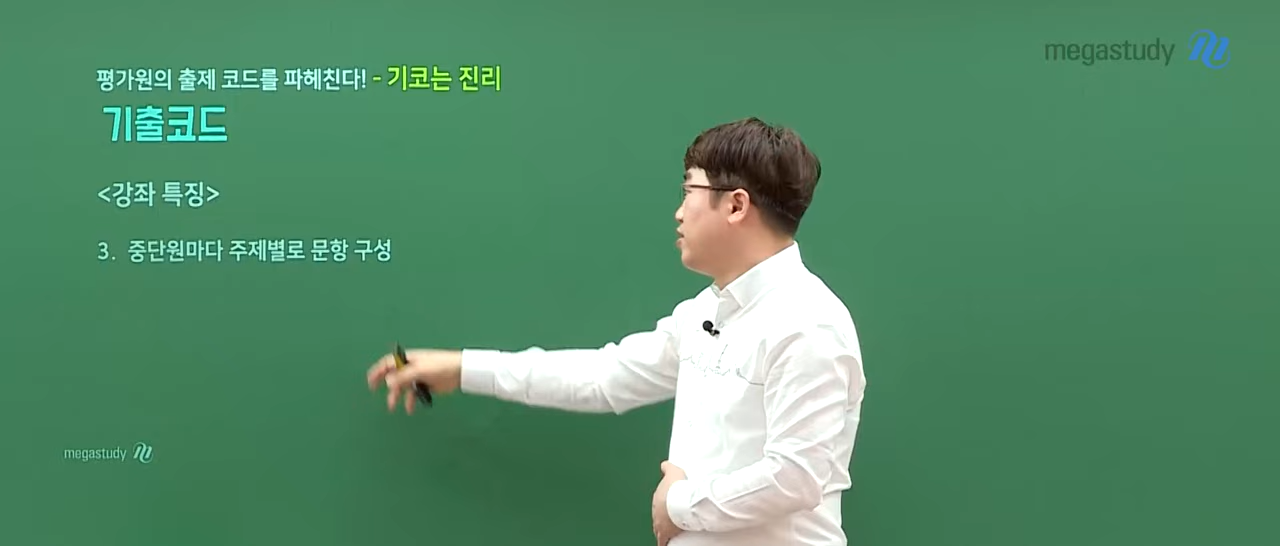 megastudy
평가원의 출제 코드를 파헤친다! - 기코는 진리
기출코드
<강좌 특징>
3. 중단원마다 주제별로 문항 구성
megastudy